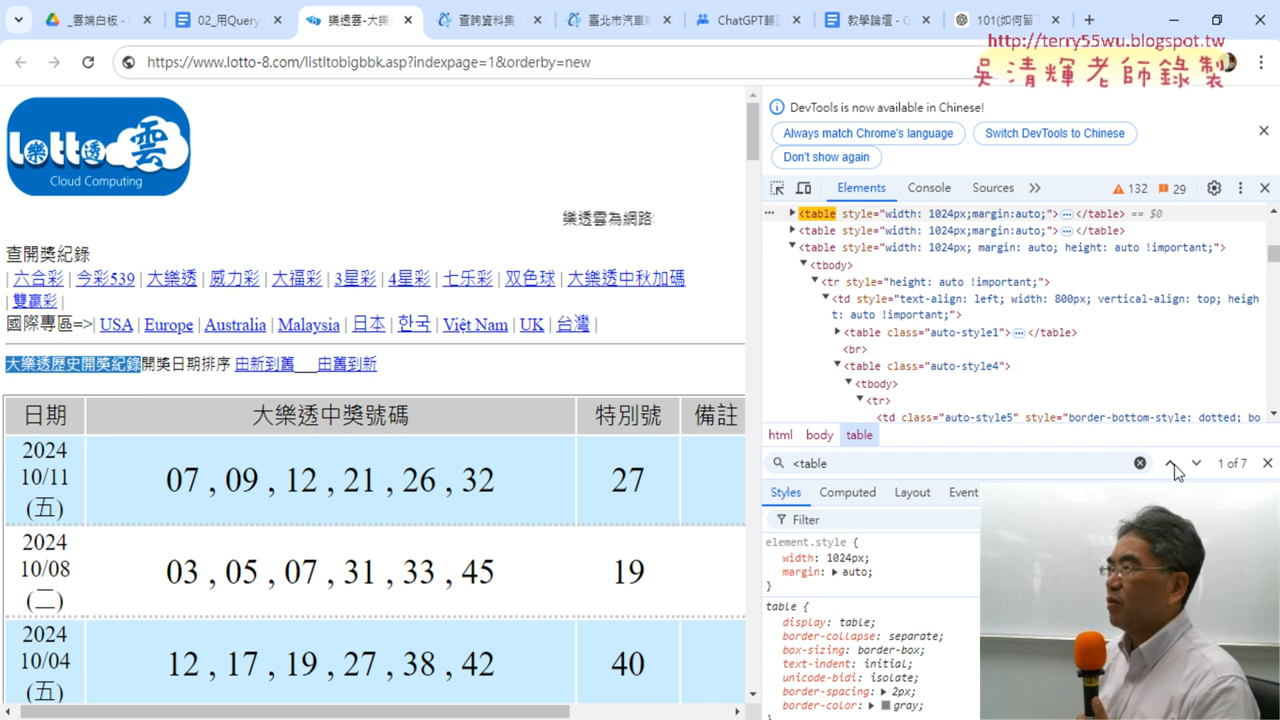 _雲端白板 - G
02_用Query
樂透雲-大樂
查詢資料集
臺北市汽車
ChatGPT輔
教學論壇 - G
101(如何留
http://terry55wu.blogspot.tw
吳清輝老師錄製
https://www.lotto-8.com/listltobigbbk.asp?indexpage=1&orderby=new
lotto樂透雲
Cloud Computing
樂透雲為網路
查開獎紀錄
| 六合彩 | 今彩539 | 大樂透 | 威力彩 | 大福彩 | 3星彩 | 4星彩 | 七乐彩 | 双色球 | 大樂透中秋加碼
| 雙贏彩 |
國際專區=>| USA | Europe | Australia | Malaysia | 日本 | 한국 | Việt Nam | UK | 台灣 |
大樂透歷史開獎紀錄開獎日期排序 由新到舊 由舊到新
日期 大樂透中獎號碼 特別號 備註
2024
10/11
(五)
07 , 09 , 12 , 21 , 26 , 32 27
2024
10/08
(二)
03 , 05 , 07 , 31 , 33 , 45 19
2024
10/04
(五)
12 , 17 , 19 , 27 , 38 , 42 40
DevTools is now available in Chinese!
Always match Chrome's language
Switch DevTools to Chinese
Don't show again
Elements Console Sources 132 29
<table style="width: 1024px;margin:auto;">…</table> == $0
<table style="width: 1024px;margin:auto;">…</table>
<table style="width: 1024px; margin: auto; height: auto !important;">
<tbody>
<tr style="height: auto !important;">
<td style="text-align: left; width: 800px; vertical-align: top; heigh
t: auto !important;">
<table class="auto-style1">…</table>
<br>
<table class="auto-style4">
<tbody>
<tr>
<td class="auto-style5" style="border-bottom-style: dotted; bo
html body table
<table 1 of 7
Styles Computed Layout Event
Filter
element.style {
width: 1024px;
margin: auto;
}
table {
display: table;
border-collapse: separate;
box-sizing: border-box;
text-indent: initial;
unicode-bidi: isolate;
border-spacing: 2px;
border-color: gray;